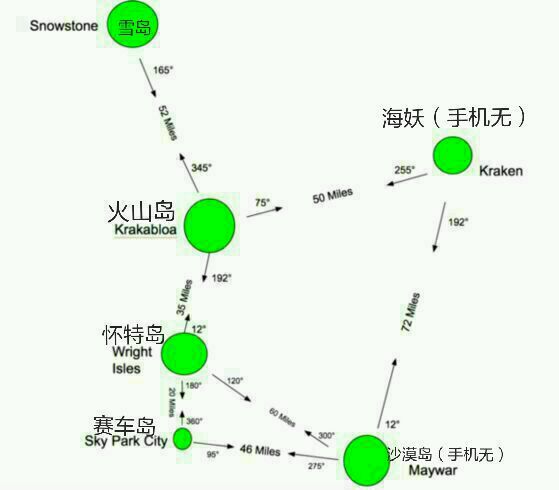 Snowstone
雪岛
165°
52 Miles
345°
海妖（手机无）
Kraken
255°
火山岛
Krakabloa
75°
50 Miles
192°
192°
35 Miles
72 Miles
怀特岛
12°
Wright
Isles
180°
120°
20 Miles
60 Miles
赛车岛
360°
Sky Park City
95°
46 Miles
300°
275°
12°
沙漠岛（手机无）
Maywar